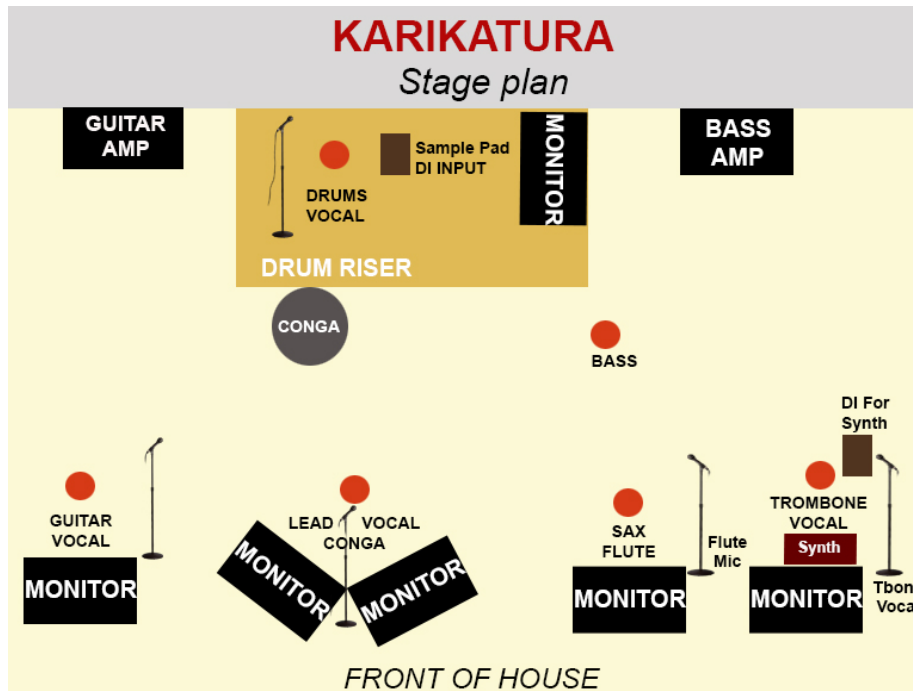 KARIKATURA
Stage plan
GUITAR
AMP
DRUMS
VOCAL
Sample Pad
DI INPUT
MONITOR
BASS
AMP
DRUM RISER
CONGA
BASS
DI For
Synth
GUITAR
VOCAL
MONITOR
LEAD VOCAL
CONGA
MONITOR
MONITOR
SAX
FLUTE
Flute
Mic
MONITOR
TROMBONE
VOCAL
Synth
MONITOR
Tbon
Voca
FRONT OF HOUSE